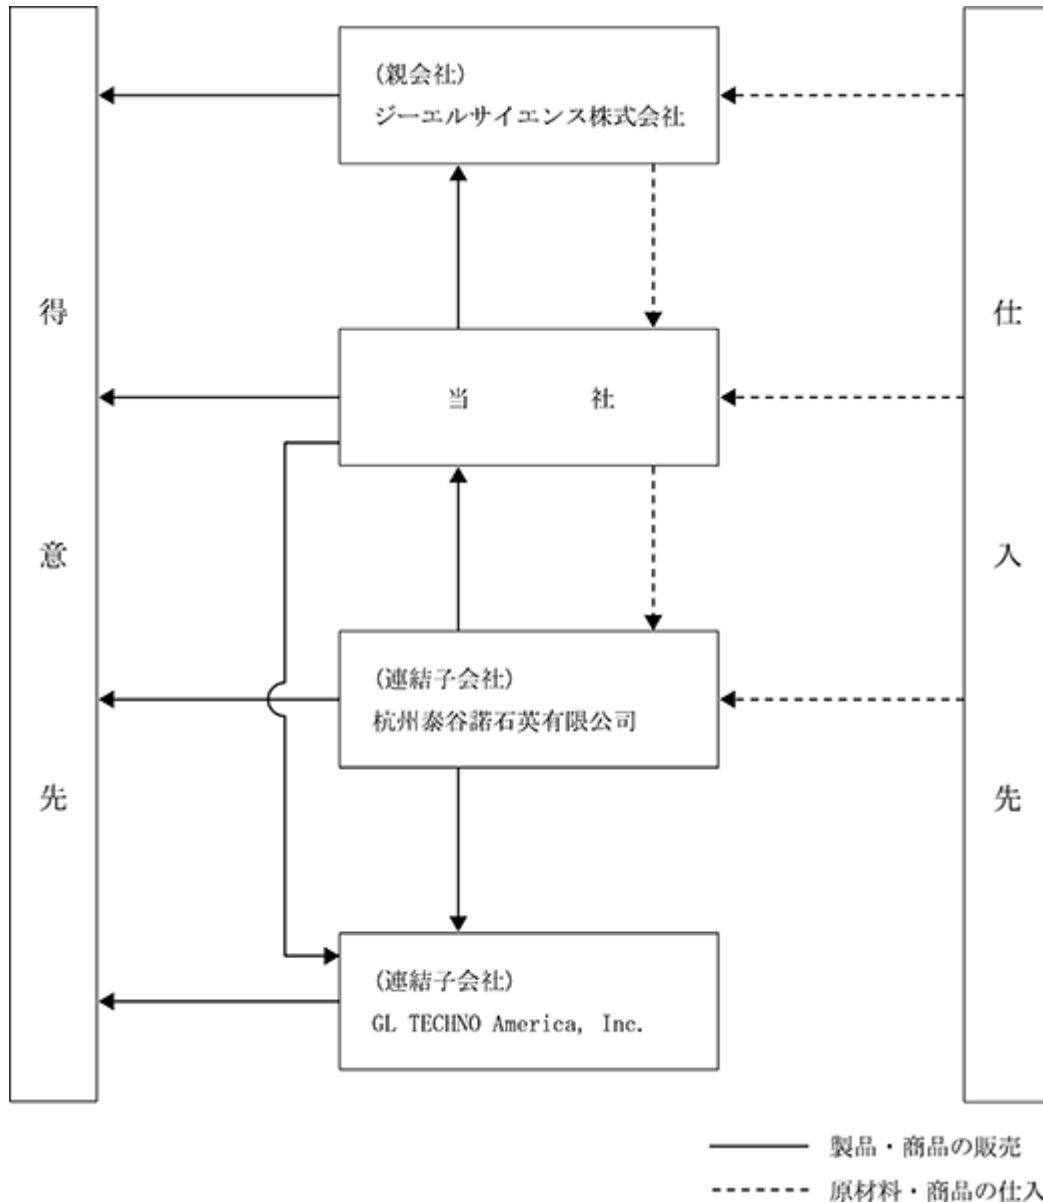 得意先
(親会社)
ジーエルサイエンス株式会社
当社
(連結子会社)
杭州泰谷諾石英有限公司
(連結子会社)
GL TECHNO America, Inc.
仕入先
製品・商品の販売
原材料・商品の仕入